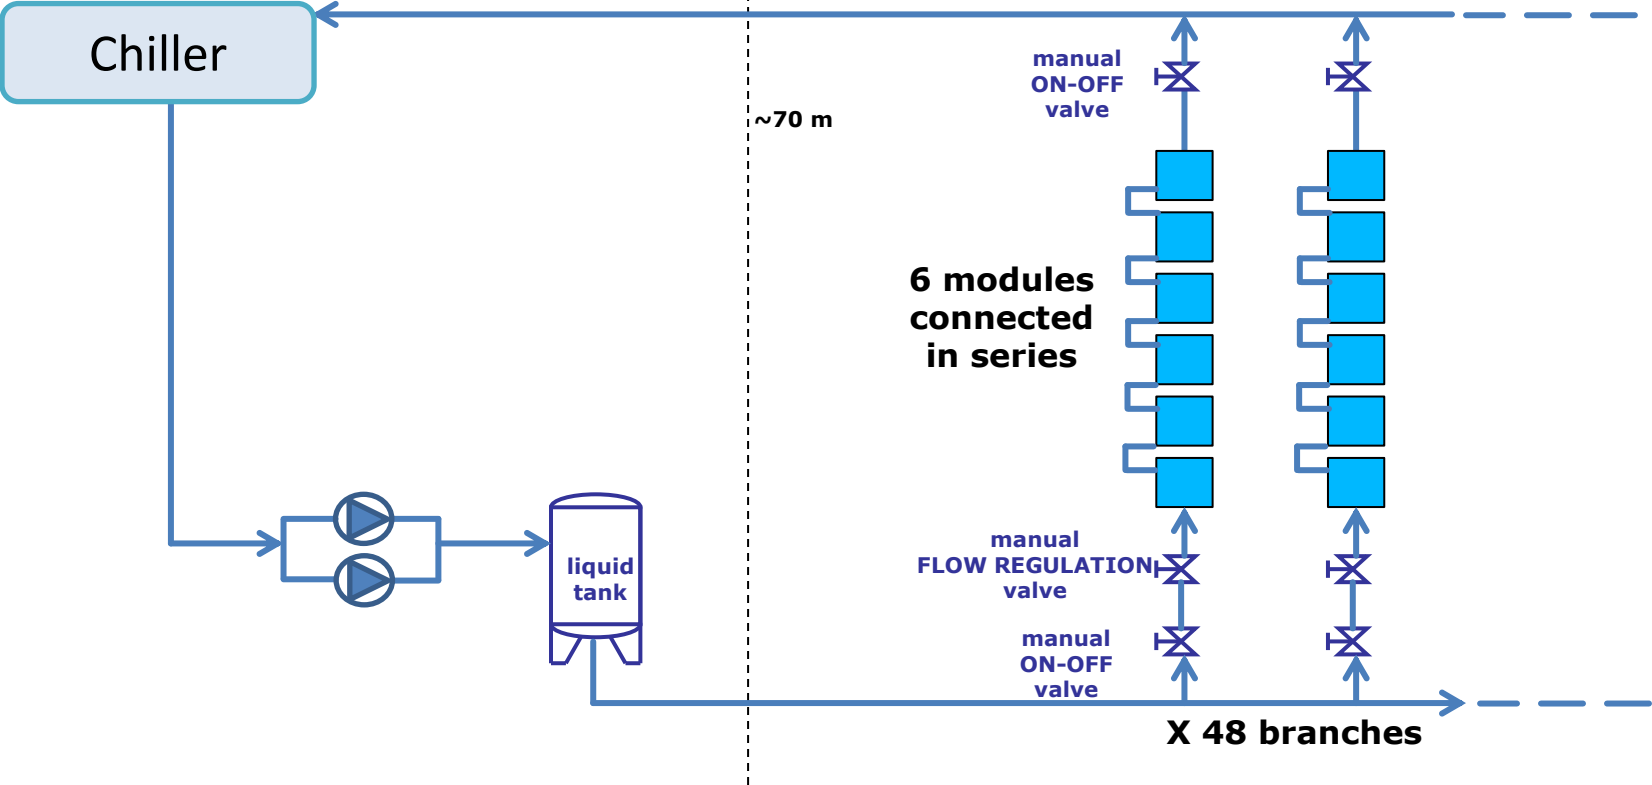 Chiller
manual
ON-OFF
valve
~70 m
6 modules
connected
in series
manual
FLOW REGULATION
valve
liquid
tank
manual
ON-OFF
valve
X 48 branches